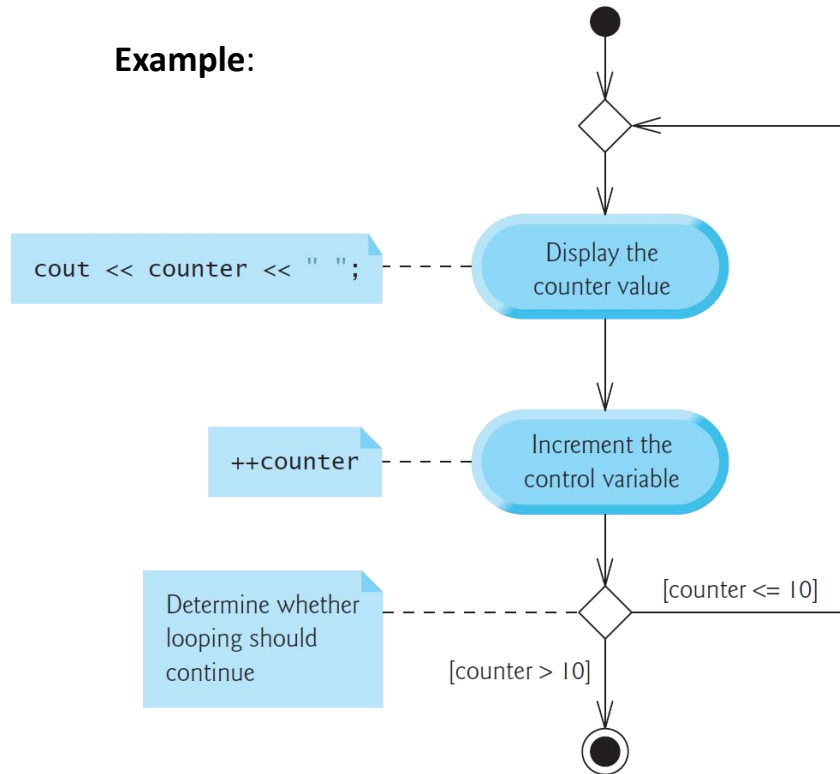 Example:
cout << counter << " ";
Display the
counter value
++counter
Increment the
control variable
Determine whether
looping should
continue
[counter <= 10]
[counter > 10]